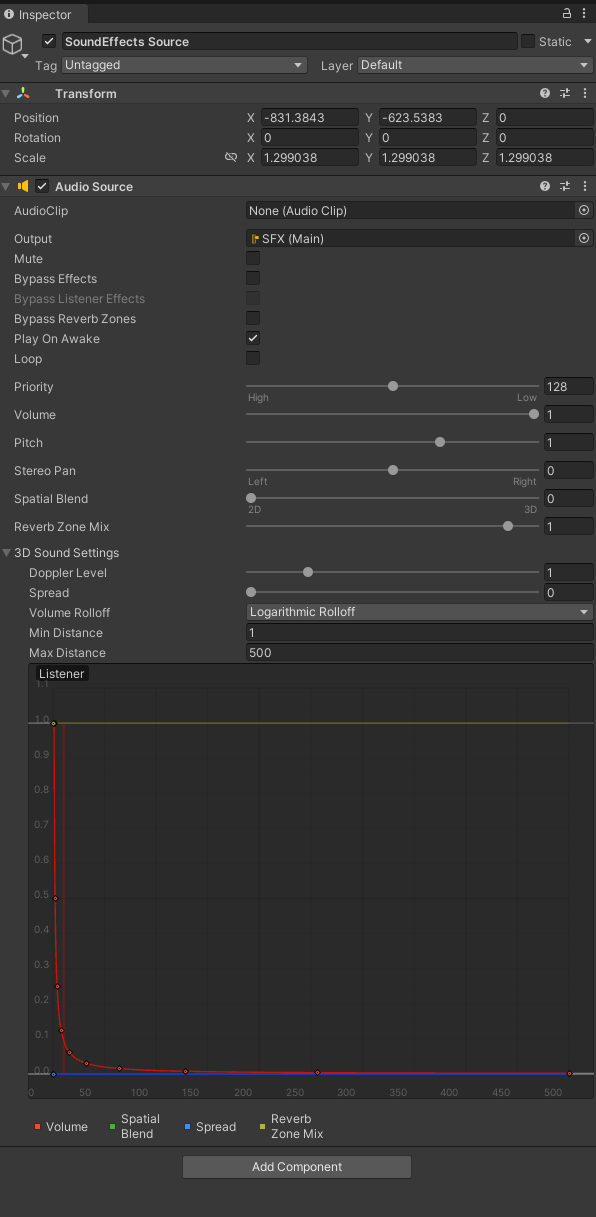 Inspector
SoundEffects Source Static
Tag Untagged Layer Default
Transform
Position X -831.3843 Y -623.5383 Z 0
Rotation X 0 Y 0 Z 0
Scale X 1.299038 Y 1.299038 Z 1.299038
Audio Source
AudioClip None (Audio Clip)
Output SFX (Main)
Mute
Bypass Effects
Bypass Listener Effects
Bypass Reverb Zones
Play On Awake
Loop
Priority 128
High Low
Volume 1
Pitch 1
Stereo Pan 0
Left Right
Spatial Blend 0
2D 3D
Reverb Zone Mix 1
3D Sound Settings
Doppler Level 1
Spread 0
Volume Rolloff Logarithmic Rolloff
Min Distance 1
Max Distance 500
Listener
1.1
1.0
0.9
0.8
0.7
0.6
0.5
0.4
0.3
0.2
0.1
0.0
0 50 100 150 200 250 300 350 400 450 500
Volume Spatial Blend Spread Reverb Zone Mix
Add Component